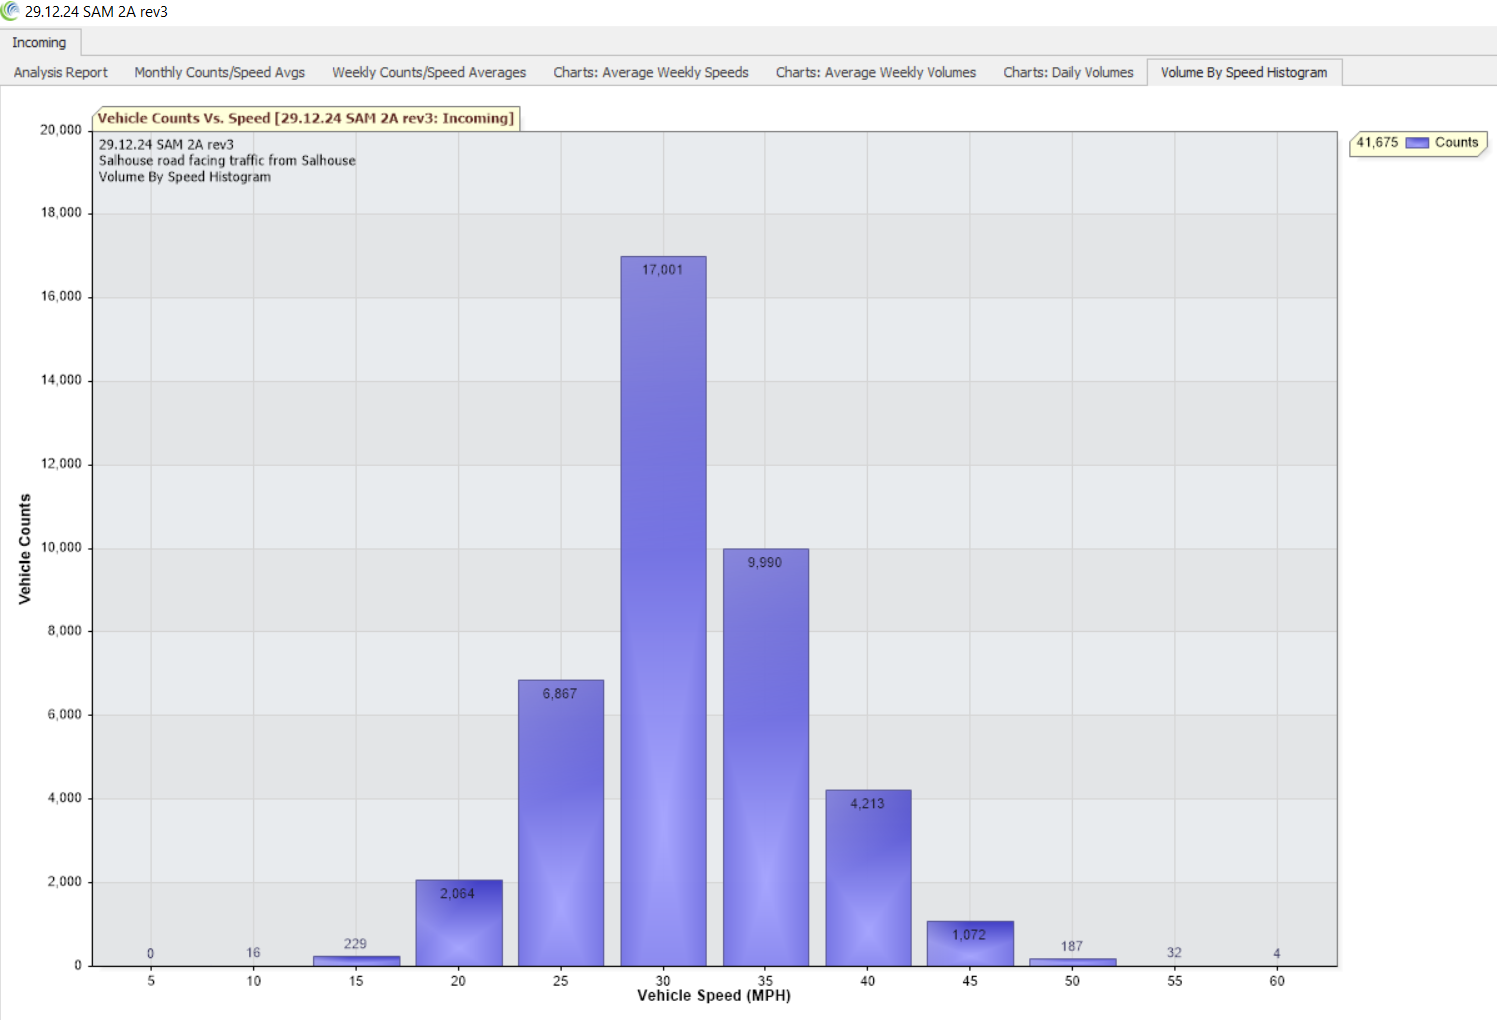 29.12.24 SAM 2A rev3
Incoming
Analysis Report Monthly Counts/Speed Avgs Weekly Counts/Speed Averages Charts: Average Weekly Speeds Charts: Average Weekly Volumes Charts: Daily Volumes Volume By Speed Histogram
Vehicle Counts Vs. Speed [29.12.24 SAM 2A rev3: Incoming]
29.12.24 SAM 2A rev3
Salhouse road facing traffic from Salhouse
Volume By Speed Histogram
41,675 Counts
20,000
18,000
16,000
14,000
12,000
10,000
8,000
6,000
4,000
2,000
0
Vehicle Counts
0
16
229
2,064
6,867
17,001
9,990
4,213
1,072
187
32
4
5 10 15 20 25 30 35 40 45 50 55 60
Vehicle Speed (MPH)